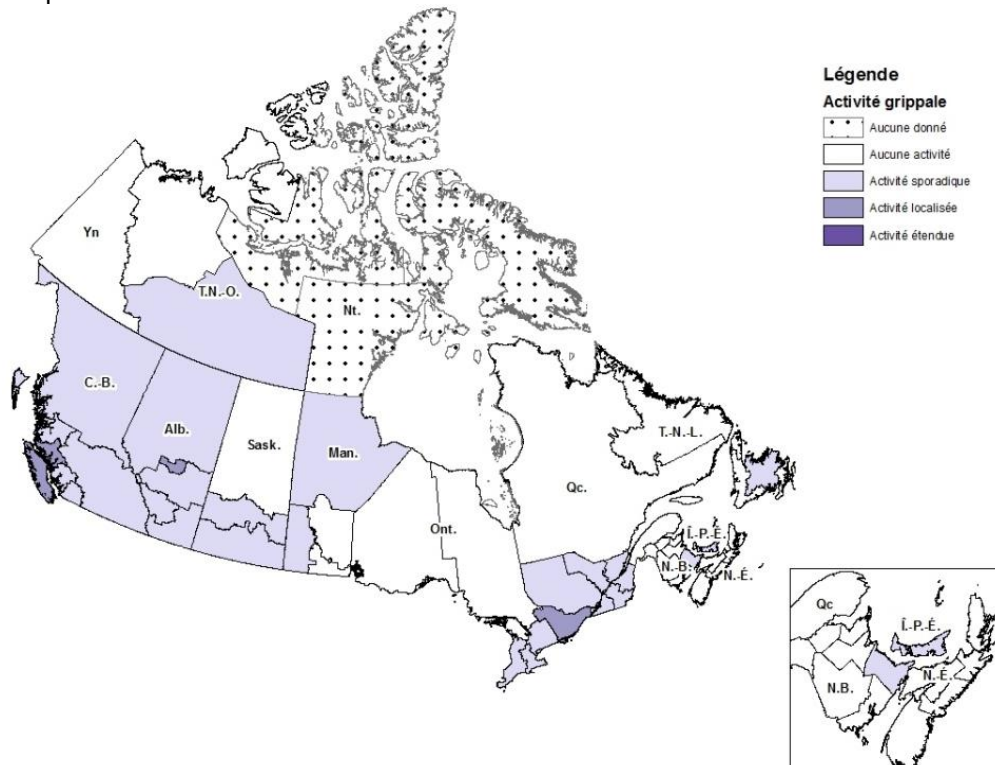 Légende
Activité grippale
Aucune donné
Aucune activité
Activité sporadique
Activité localisée
Activité étendue
Yn
T.N.-O.
Nt.
C.-B.
Alb.
Sask.
Man.
Ont.
Qc.
T.-N.-L.
Î.-P.-É.
N.-B.
N.-É.
Qc
Î.-P.-É.
N.-É.
N.B.